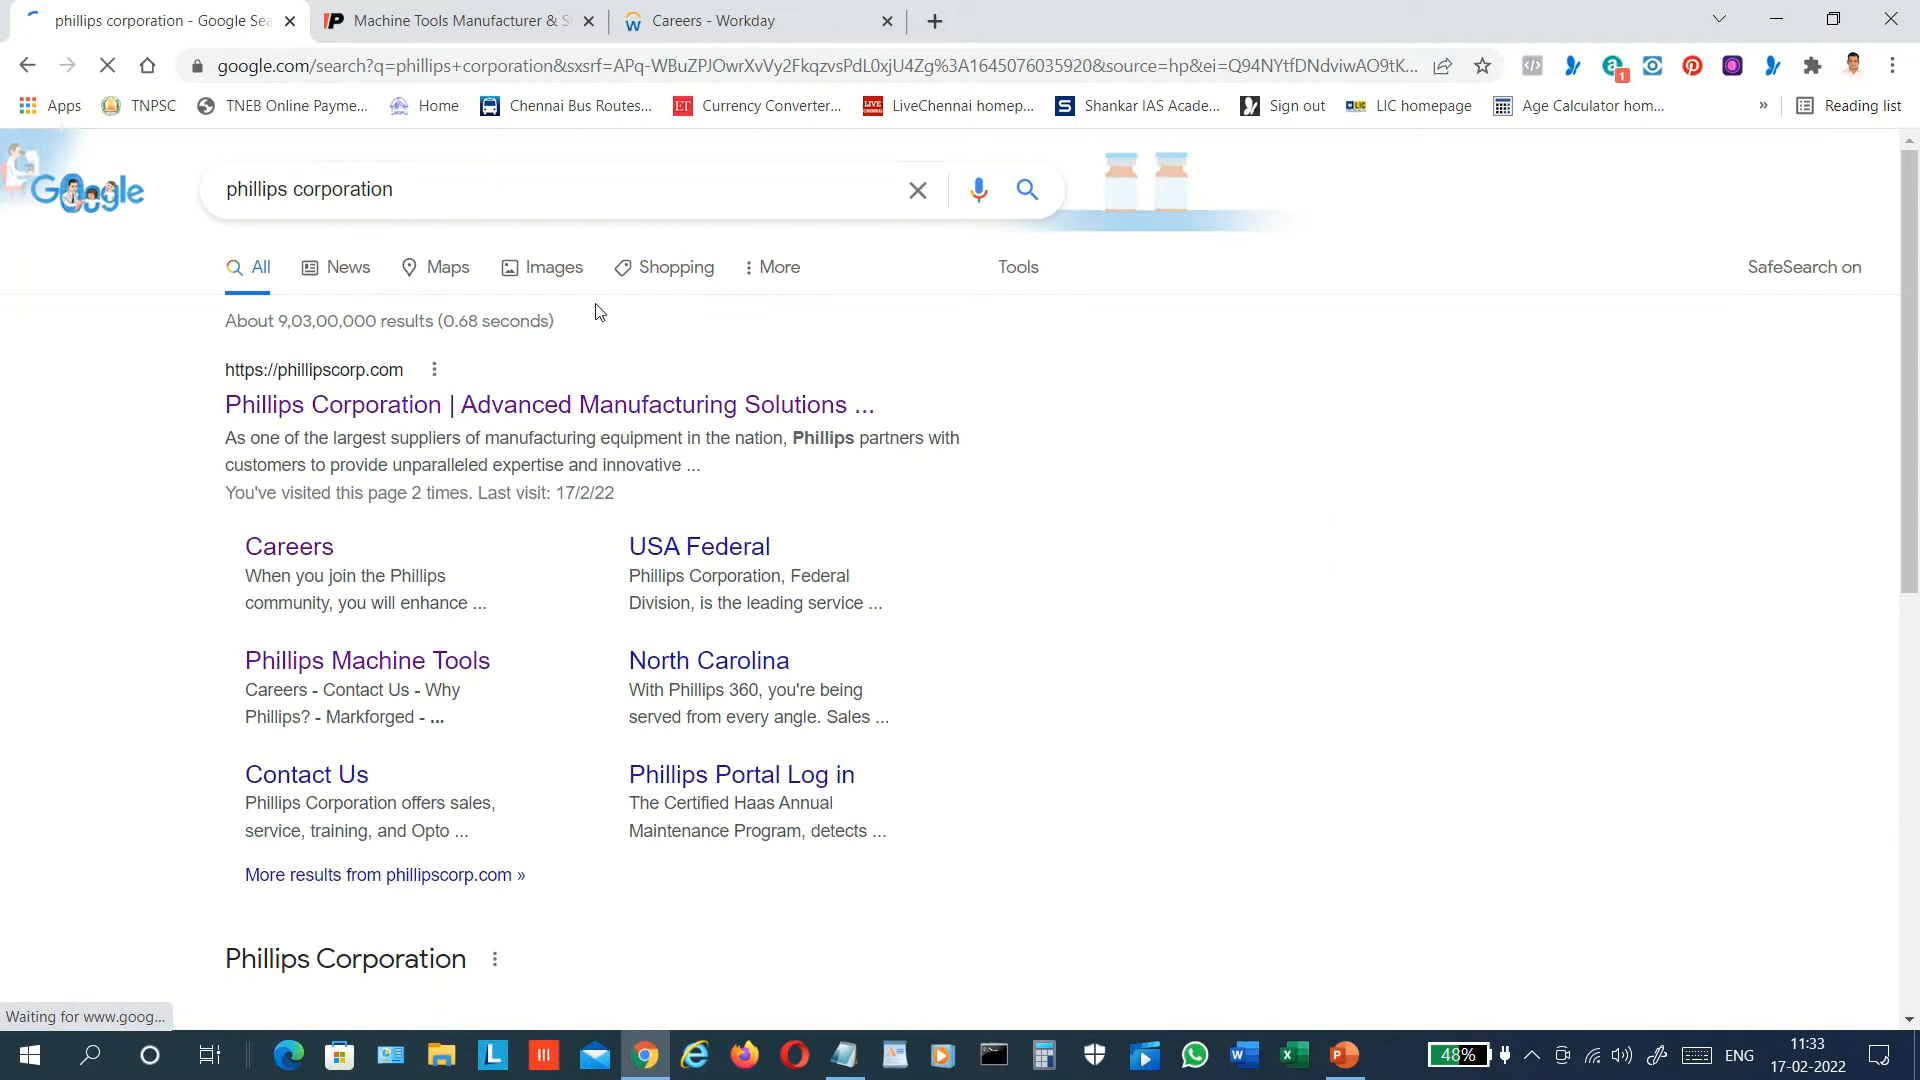 phillips corporation - Google Sea
Machine Tools Manufacturer & S
Careers - Workday
google.com/search?q=phillips+corporation&sxsrf=APq-WBuZPJOwrXvVy2FkqzvsPdL0xjU4Zg%3A1645076035920&source=hp&ei=Q94NYtfDNdviwAO9tK...
1
Apps
TNPSC
TNEB Online Payme...
Home
Chennai Bus Routes...
ET
Currency Converter...
LIVE
LiveChennai homep...
S
Shankar IAS Acade...
Sign out
LIC
LIC homepage
Age Calculator hom...
»
Reading list
Google
phillips corporation
All
News
Maps
Images
Shopping
More
Tools
SafeSearch on
About 9,03,00,000 results (0.68 seconds)
https://phillipscorp.com
Phillips Corporation | Advanced Manufacturing Solutions ...
As one of the largest suppliers of manufacturing equipment in the nation, Phillips partners with
customers to provide unparalleled expertise and innovative ...
You've visited this page 2 times. Last visit: 17/2/22
Careers
When you join the Phillips
community, you will enhance ...
USA Federal
Phillips Corporation, Federal
Division, is the leading service ...
Phillips Machine Tools
Careers - Contact Us - Why
Phillips? - Markforged - ...
North Carolina
With Phillips 360, you're being
served from every angle. Sales ...
Contact Us
Phillips Corporation offers sales,
service, training, and Opto ...
Phillips Portal Log in
The Certified Haas Annual
Maintenance Program, detects ...
More results from phillipscorp.com »
Phillips Corporation
Waiting for www.goog...
48%
ENG
11:33
17-02-2022